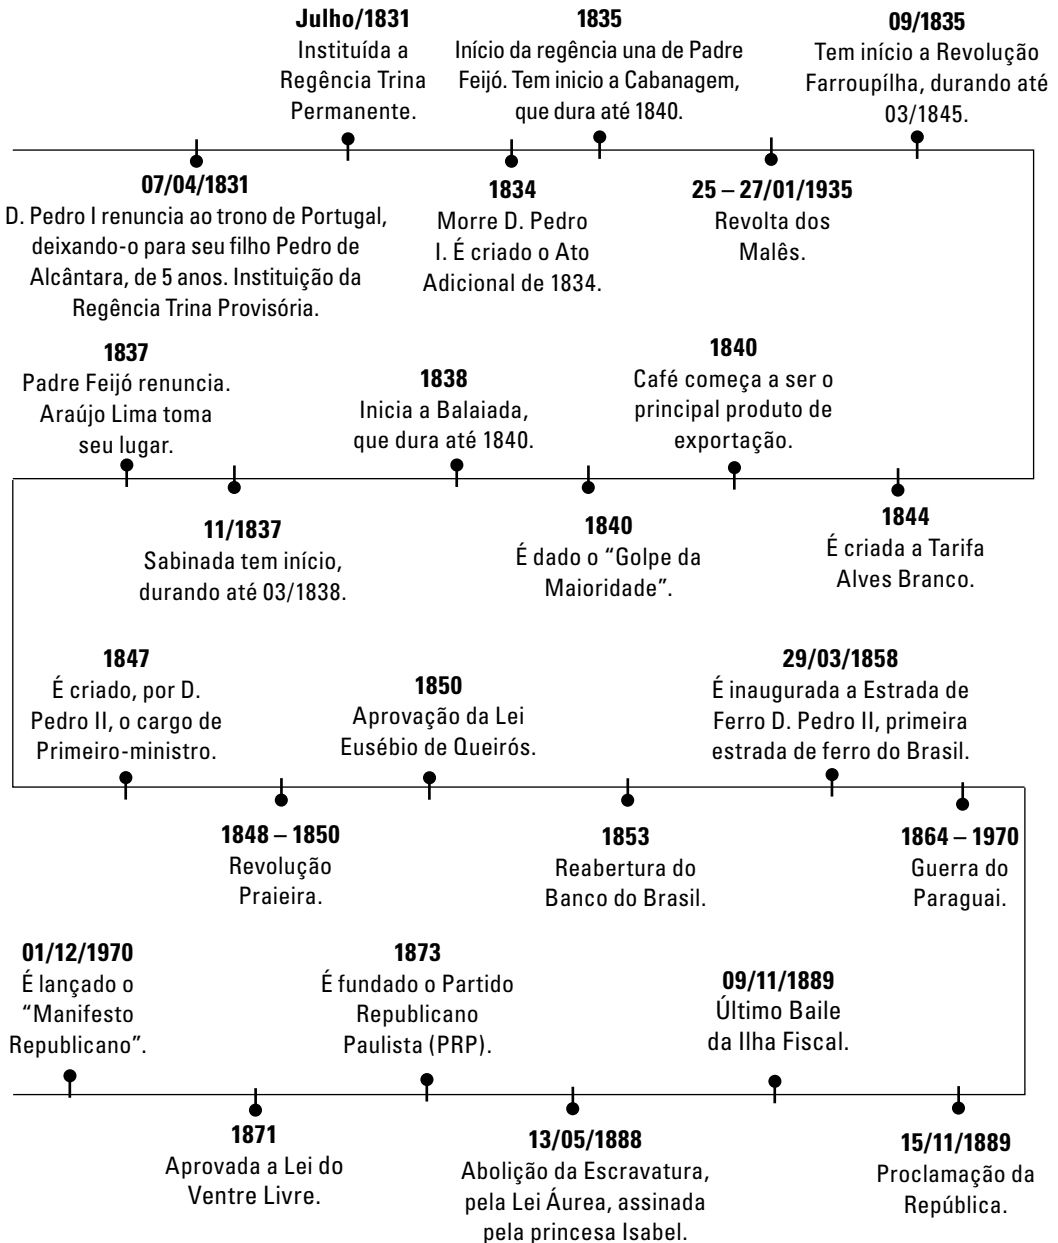 Julho/1831
Instituída a
Regência Trina
Permanente.
1835
Início da regência una de Padre
Feijó. Tem inicio a Cabanagem,
que dura até 1840.
09/1835
Tem início a Revolução
Farroupílha, durando até
03/1845.
07/04/1831
D. Pedro I renuncia ao trono de Portugal,
deixando-o para seu filho Pedro de
Alcântara, de 5 anos. Instituição da
Regência Trina Provisória.
1834
Morre D. Pedro
I. É criado o Ato
Adicional de 1834.
25 – 27/01/1935
Revolta dos
Malês.
1837
Padre Feijó renuncia.
Araújo Lima toma
seu lugar.
1838
Inicia a Balaiada,
que dura até 1840.
1840
Café começa a ser o
principal produto de
exportação.
11/1837
Sabinada tem início,
durando até 03/1838.
1840
É dado o “Golpe da
Maioridade”.
1844
É criada a Tarifa
Alves Branco.
1847
É criado, por D.
Pedro II, o cargo de
Primeiro-ministro.
1850
Aprovação da Lei
Eusébio de Queirós.
29/03/1858
É inaugurada a Estrada de
Ferro D. Pedro II, primeira
estrada de ferro do Brasil.
1848 – 1850
Revolução
Praieira.
1853
Reabertura do
Banco do Brasil.
1864 – 1970
Guerra do
Paraguai.
01/12/1970
É lançado o
“Manifesto
Republicano”.
1873
É fundado o Partido
Republicano
Paulista (PRP).
09/11/1889
Último Baile
da Ilha Fiscal.
1871
Aprovada a Lei do
Ventre Livre.
13/05/1888
Abolição da Escravatura,
pela Lei Áurea, assinada
pela princesa Isabel.
15/11/1889
Proclamação da
República.